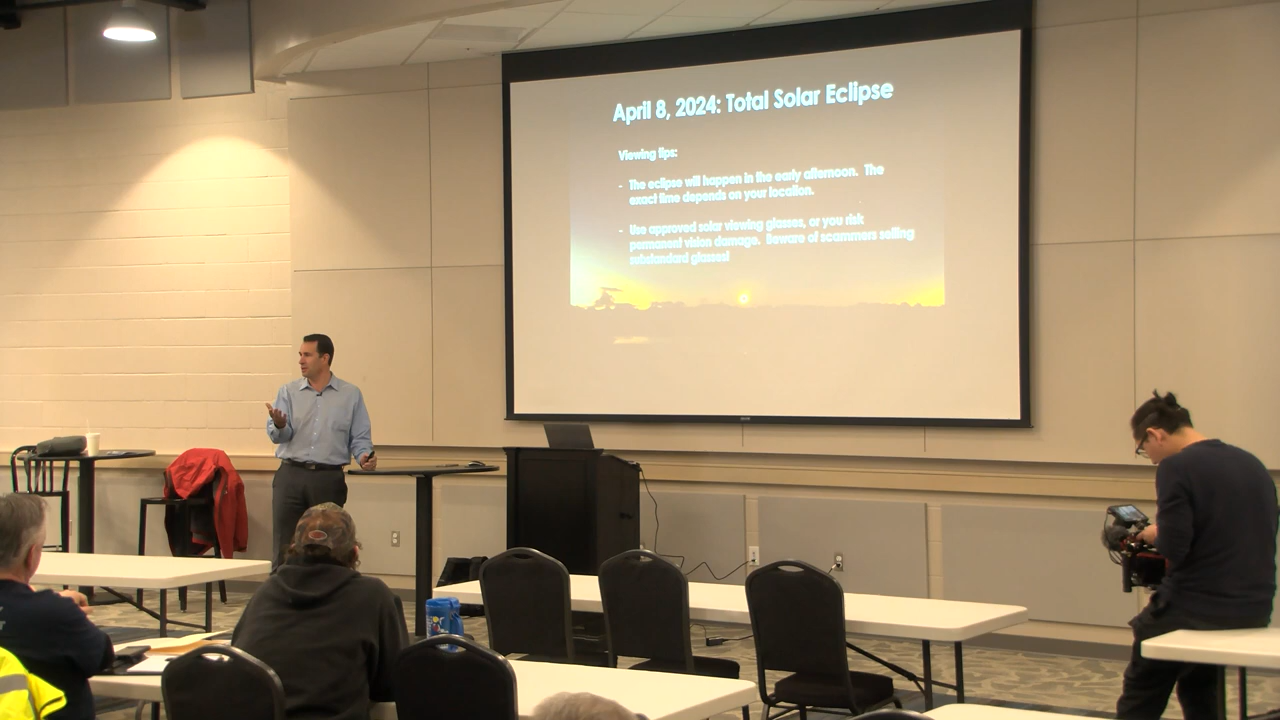 April 8, 2024: Total Solar Eclipse
Viewing tips:
- The eclipse will happen in the early afternoon. The
exact time depends on your location.
- Use approved solar viewing glasses, or you risk
permanent vision damage. Beware of scammers selling
substandard glasses!